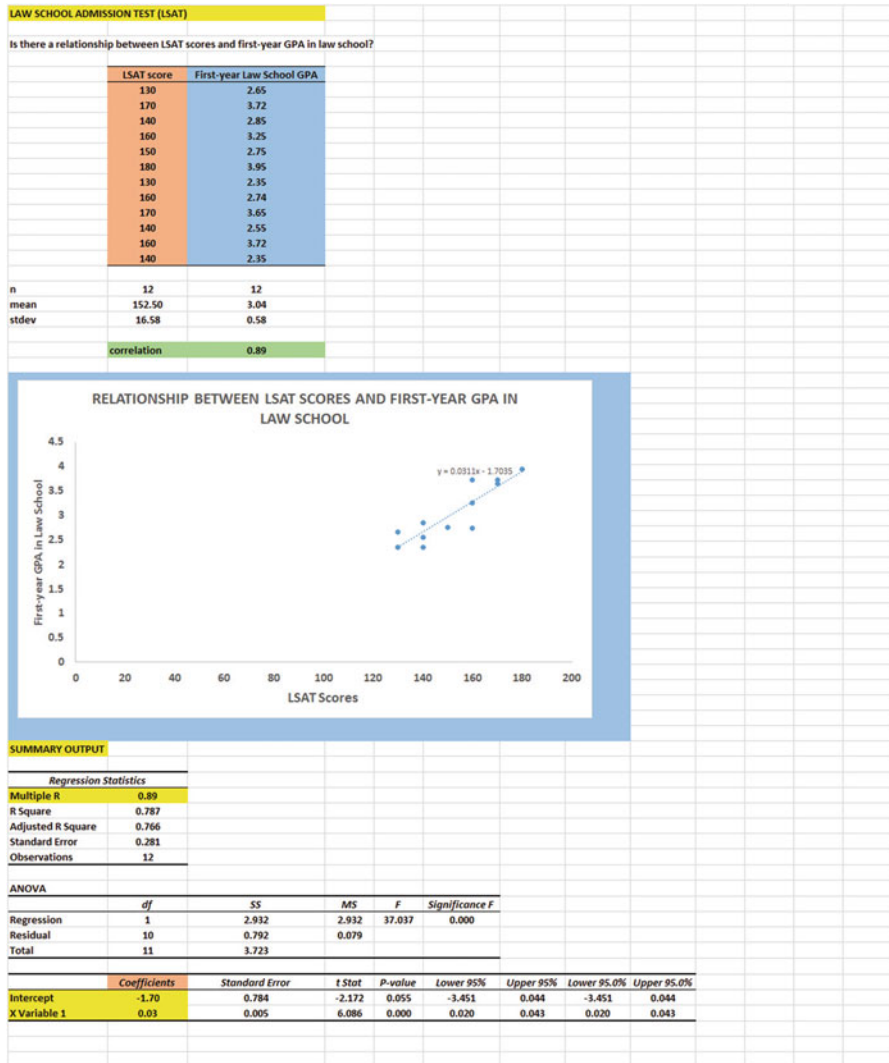 LAW SCHOOL ADMISSION TEST (LSAT)
Is there a relationship between LSAT scores and first-year GPA in law school?
LSAT score First-year Law School GPA
130 2.65
170 3.72
140 2.85
160 3.25
150 2.75
180 3.95
130 2.35
160 2.74
170 3.65
140 2.55
160 3.72
140 2.35
n 12 12
mean 152.50 3.04
stdev 16.58 0.58
correlation 0.89
RELATIONSHIP BETWEEN LSAT SCORES AND FIRST-YEAR GPA IN
LAW SCHOOL
First-year GPA in Law School
4.5
4
3.5
3
2.5
2
1.5
1
0.5
0
y = 0.0311x - 1.7035
0 20 40 60 80 100 120 140 160 180 200
LSAT Scores
SUMMARY OUTPUT
Regression Statistics
Multiple R 0.89
R Square 0.787
Adjusted R Square 0.766
Standard Error 0.281
Observations 12
ANOVA
df SS MS F Significance F
Regression 1 2.932 2.932 37.037 0.000
Residual 10 0.792 0.079
Total 11 3.723
Coefficients Standard Error t Stat P-value Lower 95% Upper 95% Lower 95.0% Upper 95.0%
Intercept -1.70 0.784 -2.172 0.055 -3.451 0.044 -3.451 0.044
X Variable 1 0.03 0.005 6.086 0.000 0.020 0.043 0.020 0.043